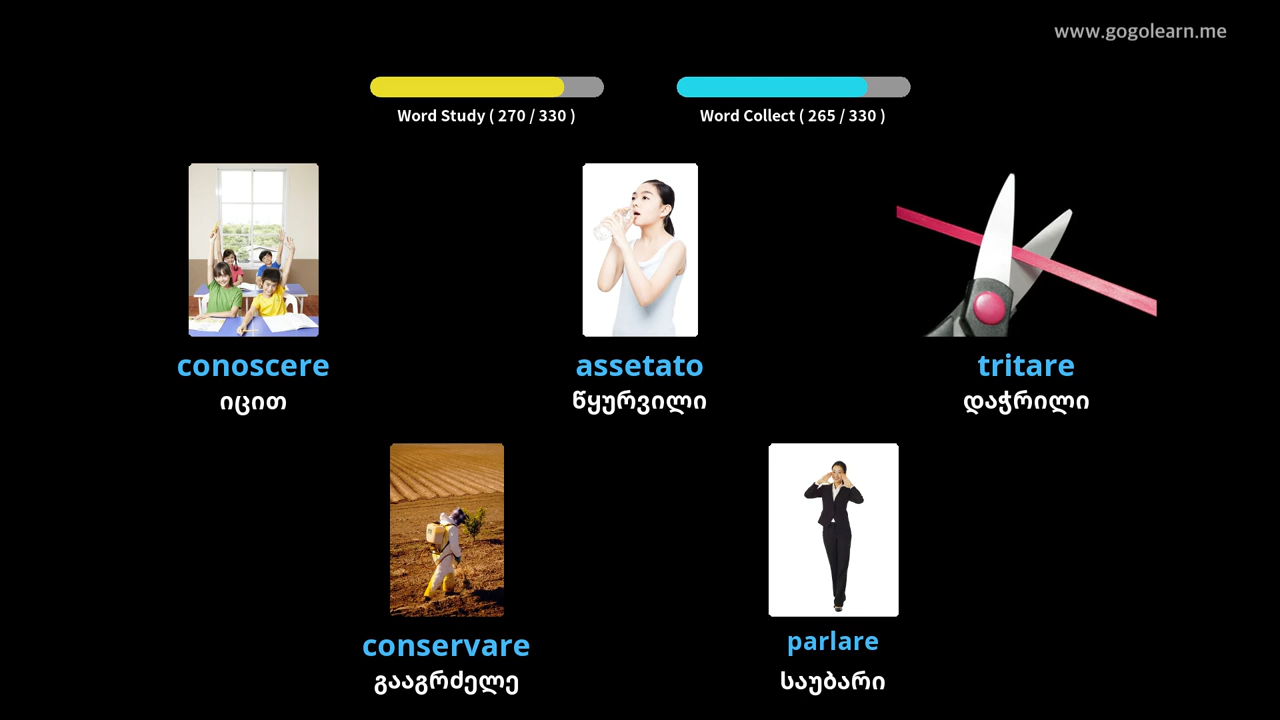 www.gogolearn.me
Word Study ( 270 / 330 )
Word Collect ( 265 / 330 )
conoscere
იცით
assetato
წყურვილი
tritare
დაჭრილი
conservare
გააგრძელე
parlare
საუბარი